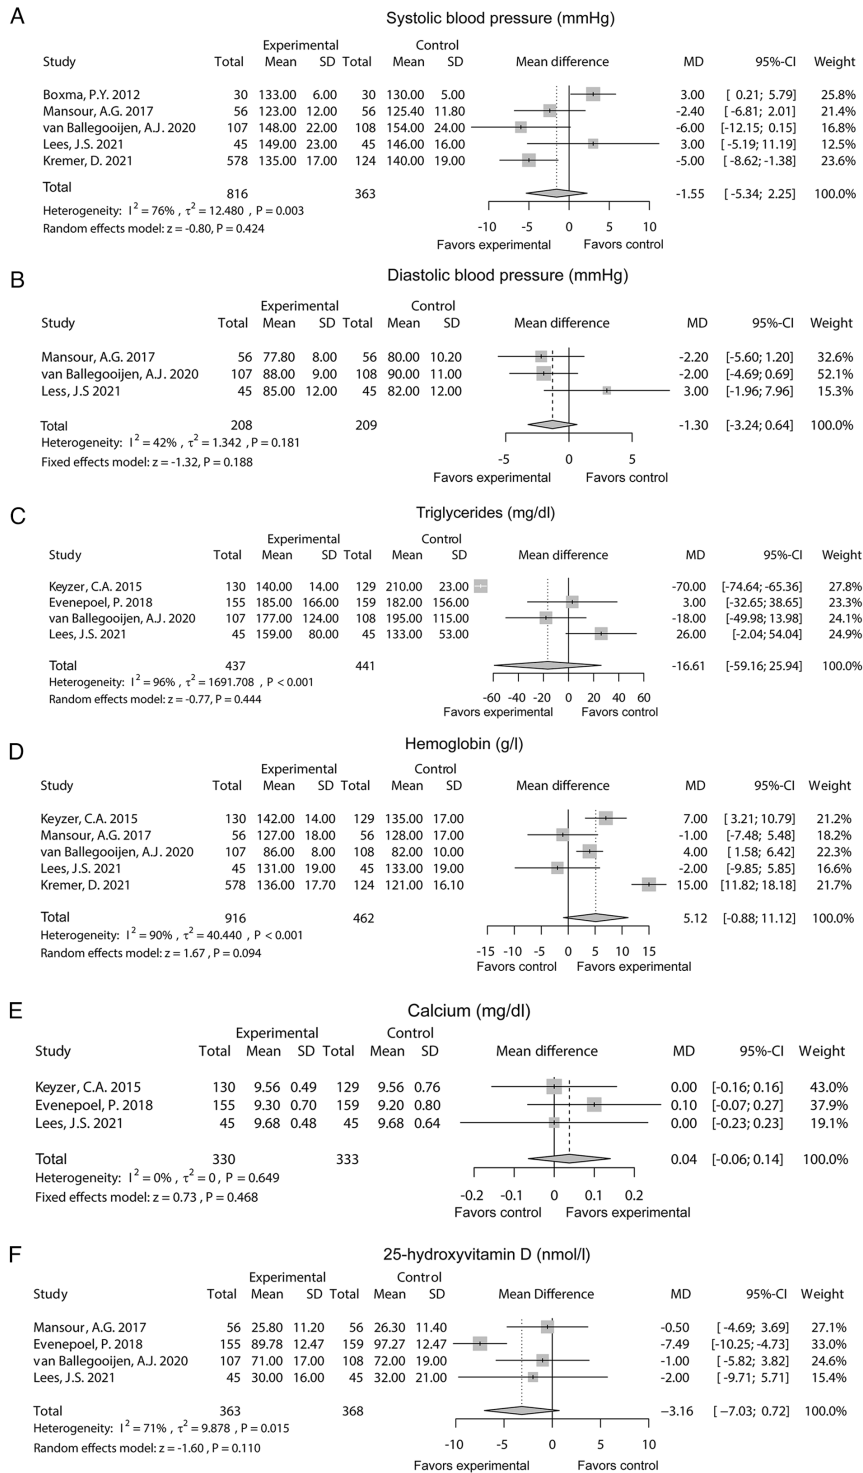 A
Systolic blood pressure (mmHg)
Experimental Control
Study Total Mean SD Total Mean SD Mean difference MD 95%-CI Weight
Boxma, P.Y. 2012 30 133.00 6.00 30 130.00 5.00 3.00 [ 0.21; 5.79] 25.8%
Mansour, A.G. 2017 56 123.00 12.00 56 125.40 11.80 -2.40 [ -6.81; 2.01] 21.4%
van Ballegooijen, A.J. 2020 107 148.00 22.00 108 154.00 24.00 -6.00 [-12.15; 0.15] 16.8%
Lees, J.S. 2021 45 149.00 23.00 45 146.00 16.00 3.00 [ -5.19; 11.19] 12.5%
Kremer, D. 2021 578 135.00 17.00 124 140.00 19.00 -5.00 [ -8.62; -1.38] 23.6%
Total 816 363 -1.55 [-5.34; 2.25] 100.0%
Heterogeneity: I² = 76% , τ² = 12.480 , P = 0.003
Random effects model: z = -0.80, P = 0.424
-10 -5 0 5 10
Favors experimental Favors control
B
Diastolic blood pressure (mmHg)
Experimental Control
Study Total Mean SD Total Mean SD Mean difference MD 95%-CI Weight
Mansour, A.G. 2017 56 77.80 8.00 56 80.00 10.20 -2.20 [-5.60; 1.20] 32.6%
van Ballegooijen, A.J. 2020 107 88.00 9.00 108 90.00 11.00 -2.00 [-4.69; 0.69] 52.1%
Less, J.S 2021 45 85.00 12.00 45 82.00 12.00 3.00 [-1.96; 7.96] 15.3%
Total 208 209 -1.30 [-3.24; 0.64] 100.0%
Heterogeneity: I² = 42% , τ² = 1.342 , P = 0.181
Fixed effects model: z = -1.32, P = 0.188
-5 0 5
Favors experimental Favors control
C
Triglycerides (mg/dl)
Experimental Control
Study Total Mean SD Total Mean SD Mean difference MD 95%-CI Weight
Keyzer, C.A. 2015 130 140.00 14.00 129 210.00 23.00 -70.00 [-74.64; -65.36] 27.8%
Evenepoel, P. 2018 155 185.00 166.00 159 182.00 156.00 3.00 [-32.65; 38.65] 23.3%
van Ballegooijen, A.J. 2020 107 177.00 124.00 108 195.00 115.00 -18.00 [-49.98; 13.98] 24.1%
Lees, J.S. 2021 45 159.00 80.00 45 133.00 53.00 26.00 [-2.04; 54.04] 24.9%
Total 437 441 -16.61 [-59.16; 25.94] 100.0%
Heterogeneity: I² = 96% , τ² = 1691.708 , P < 0.001
Random effects model: z = -0.77, P = 0.444
-60 -40 -20 0 20 40 60
Favors experimental Favors control
D
Hemoglobin (g/l)
Experimental Control
Study Total Mean SD Total Mean SD Mean difference MD 95%-CI Weight
Keyzer, C.A. 2015 130 142.00 14.00 129 135.00 17.00 7.00 [ 3.21; 10.79] 21.2%
Mansour, A.G. 2017 56 127.00 18.00 56 128.00 17.00 -1.00 [-7.48; 5.48] 18.2%
van Ballegooijen, A.J. 2020 107 86.00 8.00 108 82.00 10.00 4.00 [ 1.58; 6.42] 22.3%
Lees, J.S. 2021 45 131.00 19.00 45 133.00 19.00 -2.00 [-9.85; 5.85] 16.6%
Kremer, D. 2021 578 136.00 17.70 124 121.00 16.10 15.00 [11.82; 18.18] 21.7%
Total 916 462 5.12 [-0.88; 11.12] 100.0%
Heterogeneity: I² = 90% , τ² = 40.440 , P < 0.001
Random effects model: z = 1.67, P = 0.094
-15 -10 -5 0 5 10 15
Favors control Favors experimental
E
Calcium (mg/dl)
Experimental Control
Study Total Mean SD Total Mean SD Mean difference MD 95%-CI Weight
Keyzer, C.A. 2015 130 9.56 0.49 129 9.56 0.76 0.00 [-0.16; 0.16] 43.0%
Evenepoel, P. 2018 155 9.30 0.70 159 9.20 0.80 0.10 [-0.07; 0.27] 37.9%
Lees, J.S. 2021 45 9.68 0.48 45 9.68 0.64 0.00 [-0.23; 0.23] 19.1%
Total 330 333 0.04 [-0.06; 0.14] 100.0%
Heterogeneity: I² = 0% , τ² = 0 , P = 0.649
Fixed effects model: z = 0.73 , P = 0.468
-0.2 -0.1 0 0.1 0.2
Favors control Favors experimental
F
25-hydroxyvitamin D (nmol/l)
Experimental Control
Study Total Mean SD Total Mean SD Mean Difference MD 95%-CI Weight
Mansour, A.G. 2017 56 25.80 11.20 56 26.30 11.40 -0.50 [ -4.69; 3.69] 27.1%
Evenepoel, P. 2018 155 89.78 12.47 159 97.27 12.47 -7.49 [-10.25; -4.73] 33.0%
van Ballegooijen, A.J. 2020 107 71.00 17.00 108 72.00 19.00 -1.00 [ -5.82; 3.82] 24.6%
Lees, J.S. 2021 45 30.00 16.00 45 32.00 21.00 -2.00 [ -9.71; 5.71] 15.4%
Total 363 368 −3.16 [ −7.03; 0.72] 100.0%
Heterogeneity: I² = 71% , τ² = 9.878 , P = 0.015
Random effects model: z = -1.60 , P = 0.110
-10 -5 0 5 10
Favors experimental Favors control